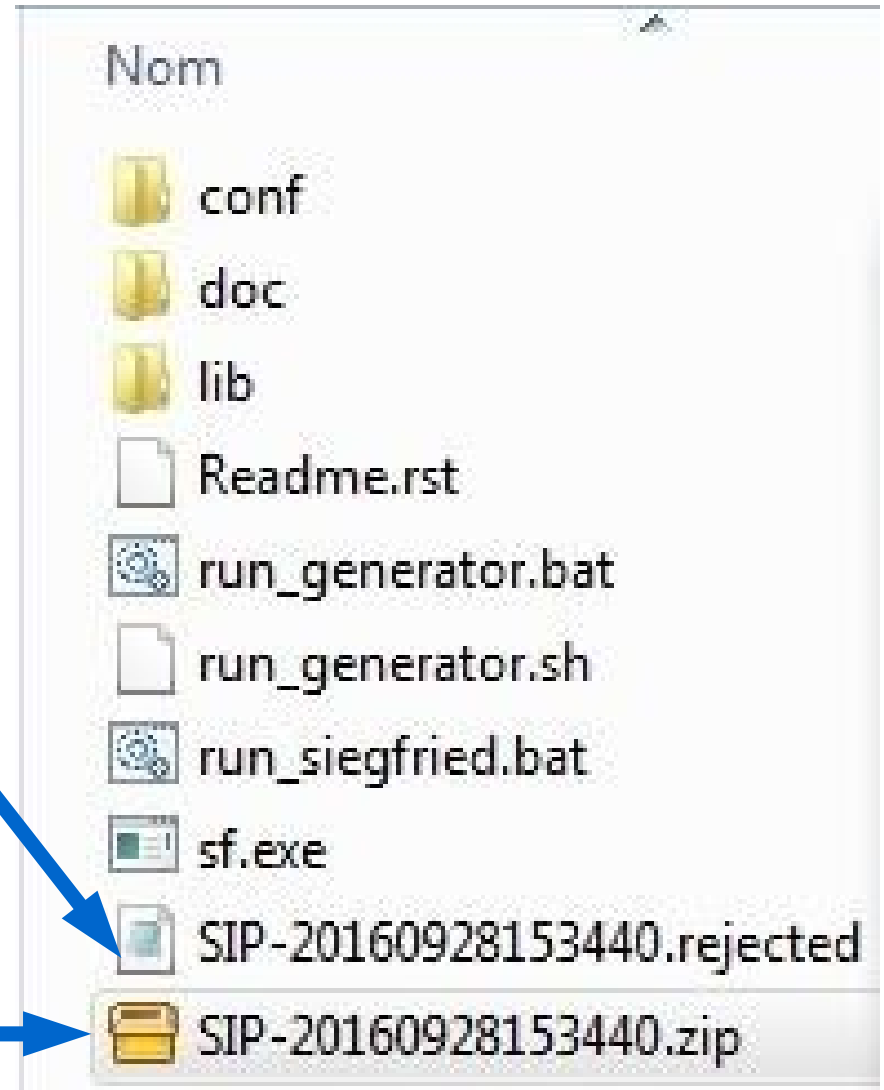 Nom
conf
doc
lib
Readme.rst
run_generator.bat
run_generator.sh
run_siegfried.bat
sf.exe
SIP-20160928153440.rejected
SIP-20160928153440.zip